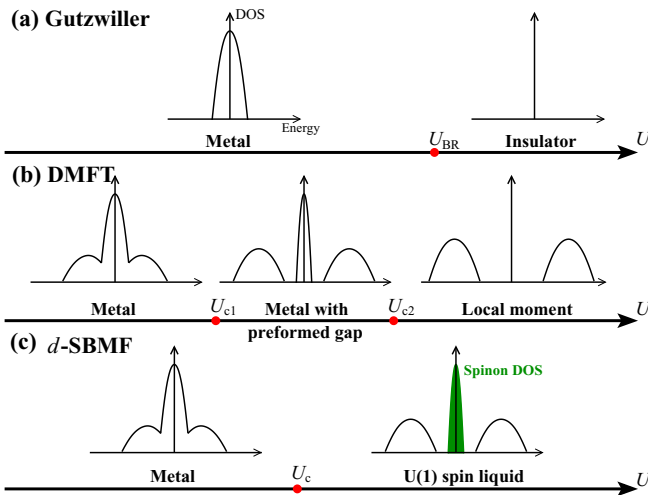 (a) Gutzwiller
DOS
Energy
Metal
U_BR
Insulator
U
(b) DMFT
Metal
U_c1
Metal with
preformed gap
U_c2
Local moment
U
(c) d-SBMF
Spinon DOS
Metal
U_c
U(1) spin liquid
U